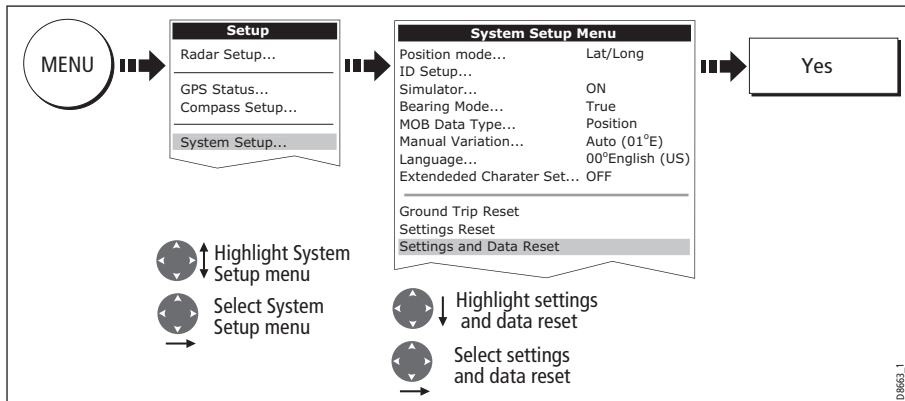 MENU
Setup
Radar Setup...
GPS Status...
Compass Setup...
System Setup...
Highlight System
Setup menu
Select System
Setup menu
System Setup Menu
Position mode... Lat/Long
ID Setup...
Simulator... ON
Bearing Mode... True
MOB Data Type... Position
Manual Variation... Auto (01°E)
Language... 00°English (US)
Extendeded Charater Set... OFF
Ground Trip Reset
Settings Reset
Settings and Data Reset
Highlight settings
and data reset
Select settings
and data reset
Yes
D8663_1